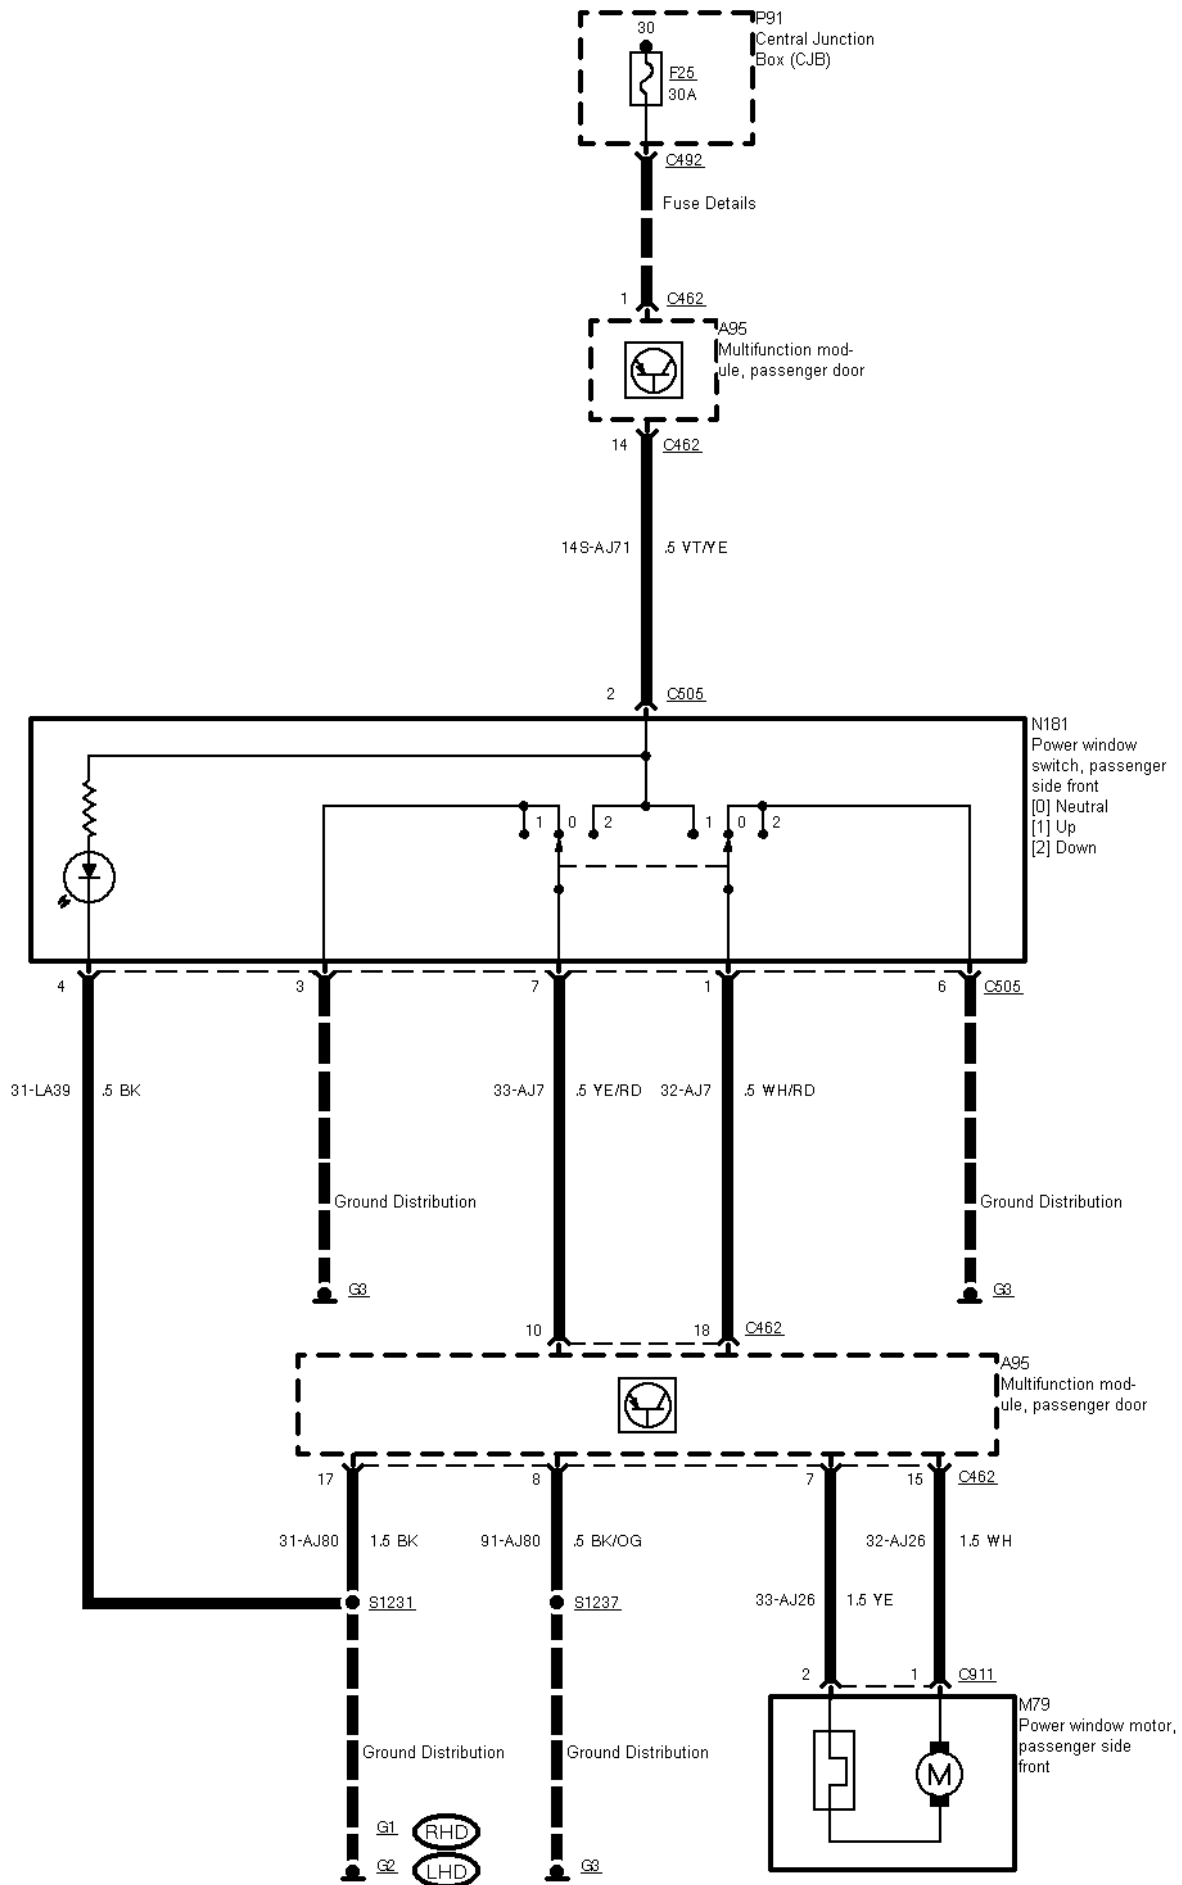 P91
Central Junction
Box (CJB)
30
F25
30A
C492
Fuse Details
1
C462
A95
Multifunction mod-
ule, passenger door
14
C462
14S-AJ71
.5 VT/YE
2
C505
N181
Power window
switch, passenger
side front
[0] Neutral
[1] Up
[2] Down
1
0
2
1
0
2
4
3
7
1
6
C505
31-LA39
.5 BK
33-AJ7
.5 YE/RD
32-AJ7
.5 WH/RD
Ground Distribution
Ground Distribution
G3
G3
10
18
C462
A95
Multifunction mod-
ule, passenger door
17
8
7
15
C462
31-AJ80
1.5 BK
91-AJ80
.5 BK/OG
32-AJ26
1.5 WH
S1231
S1237
33-AJ26
1.5 YE
2
1
C911
M79
Power window motor,
passenger side
front
M
Ground Distribution
Ground Distribution
G1
RHD
G2
LHD
G3